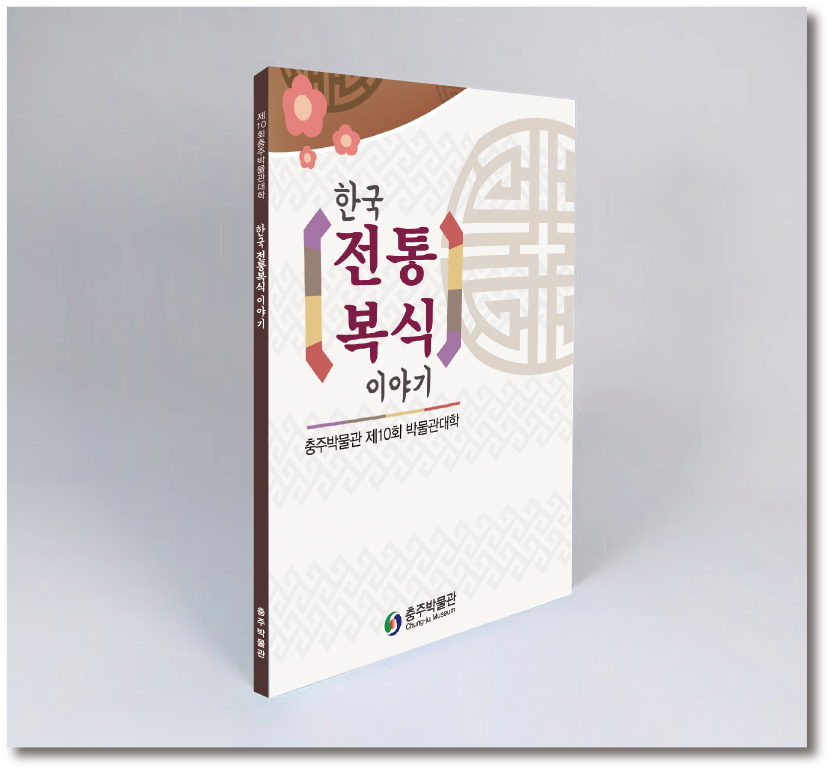 제10회충주박물관대학
한국 전통복식 이야기
충주박물관
한국
전통
복식
이야기
충주박물관 제10회 박물관대학
충주박물관
Chung-Ju Museum